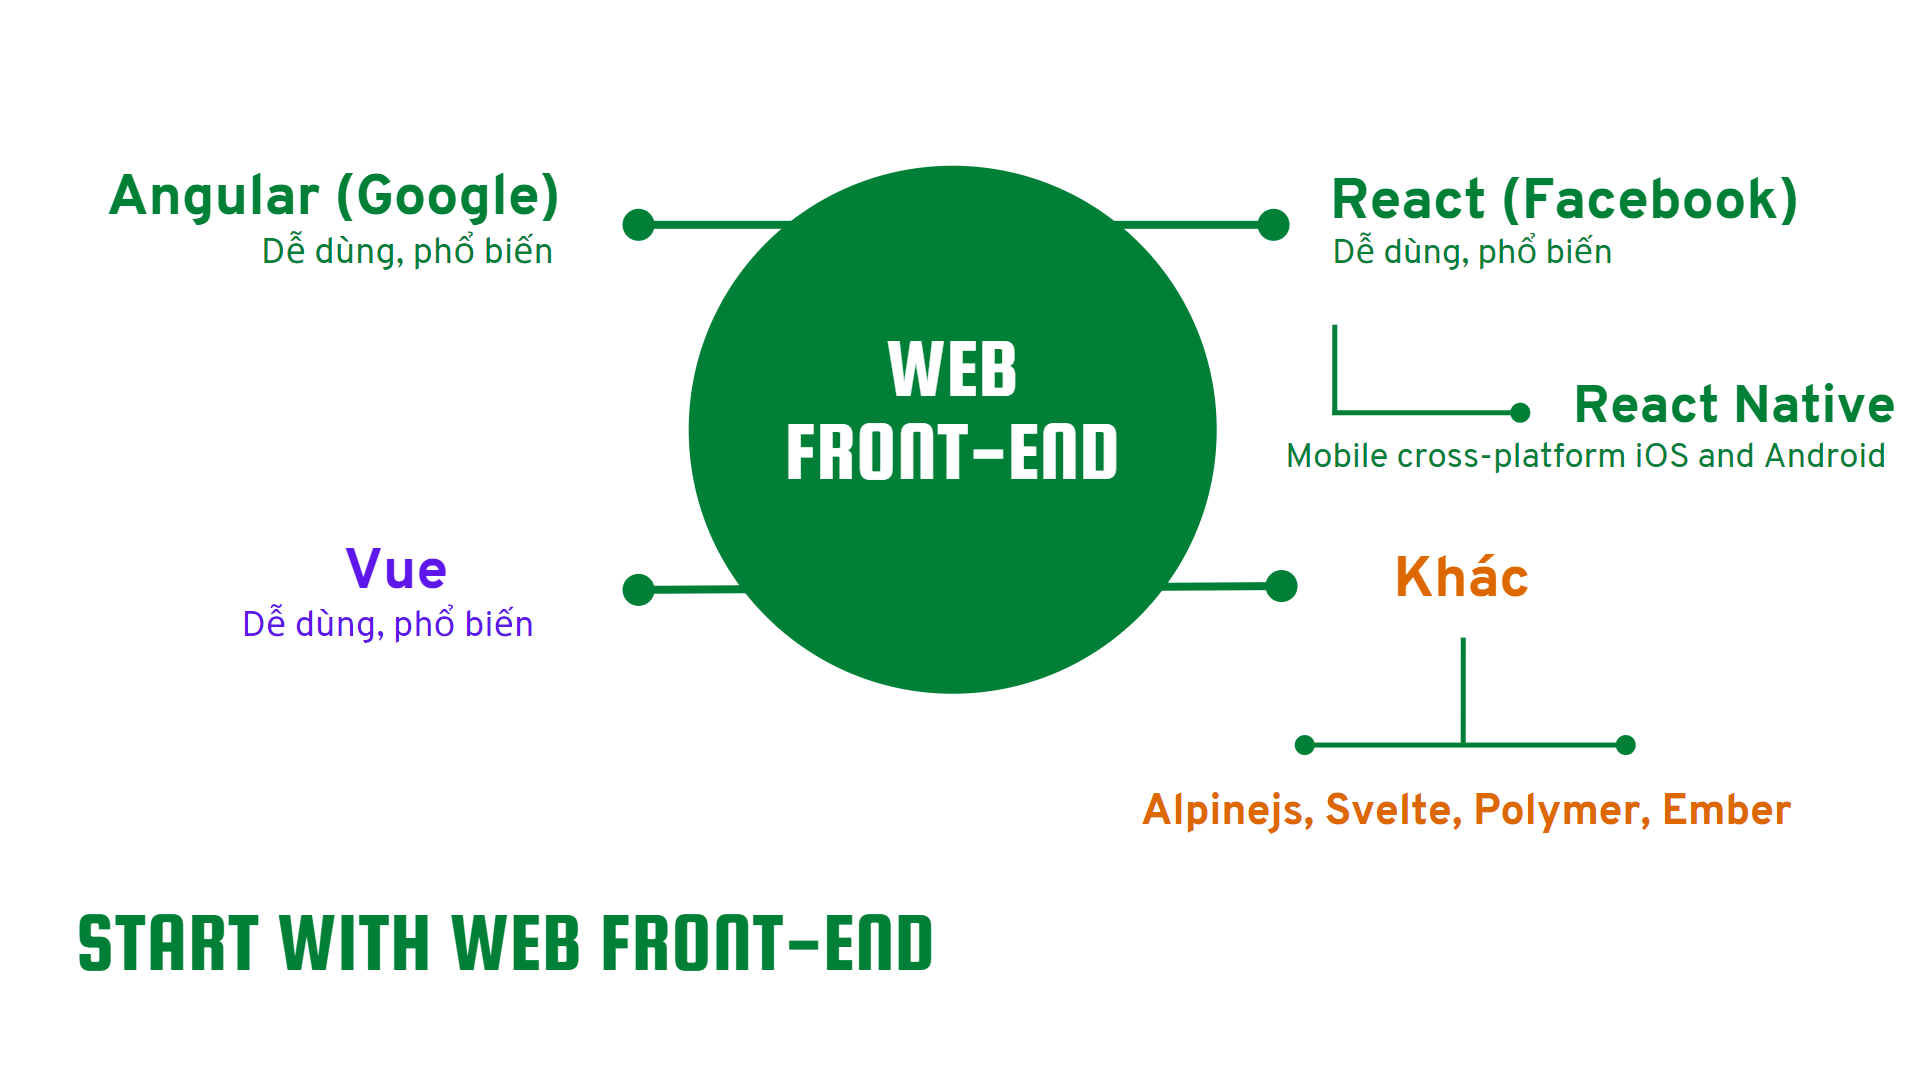 Angular (Google)
Dễ dùng, phổ biến
React (Facebook)
Dễ dùng, phổ biến
WEB
FRONT-END
React Native
Mobile cross-platform iOS and Android
Vue
Dễ dùng, phổ biến
Khác
Alpinejs, Svelte, Polymer, Ember
START WITH WEB FRONT-END